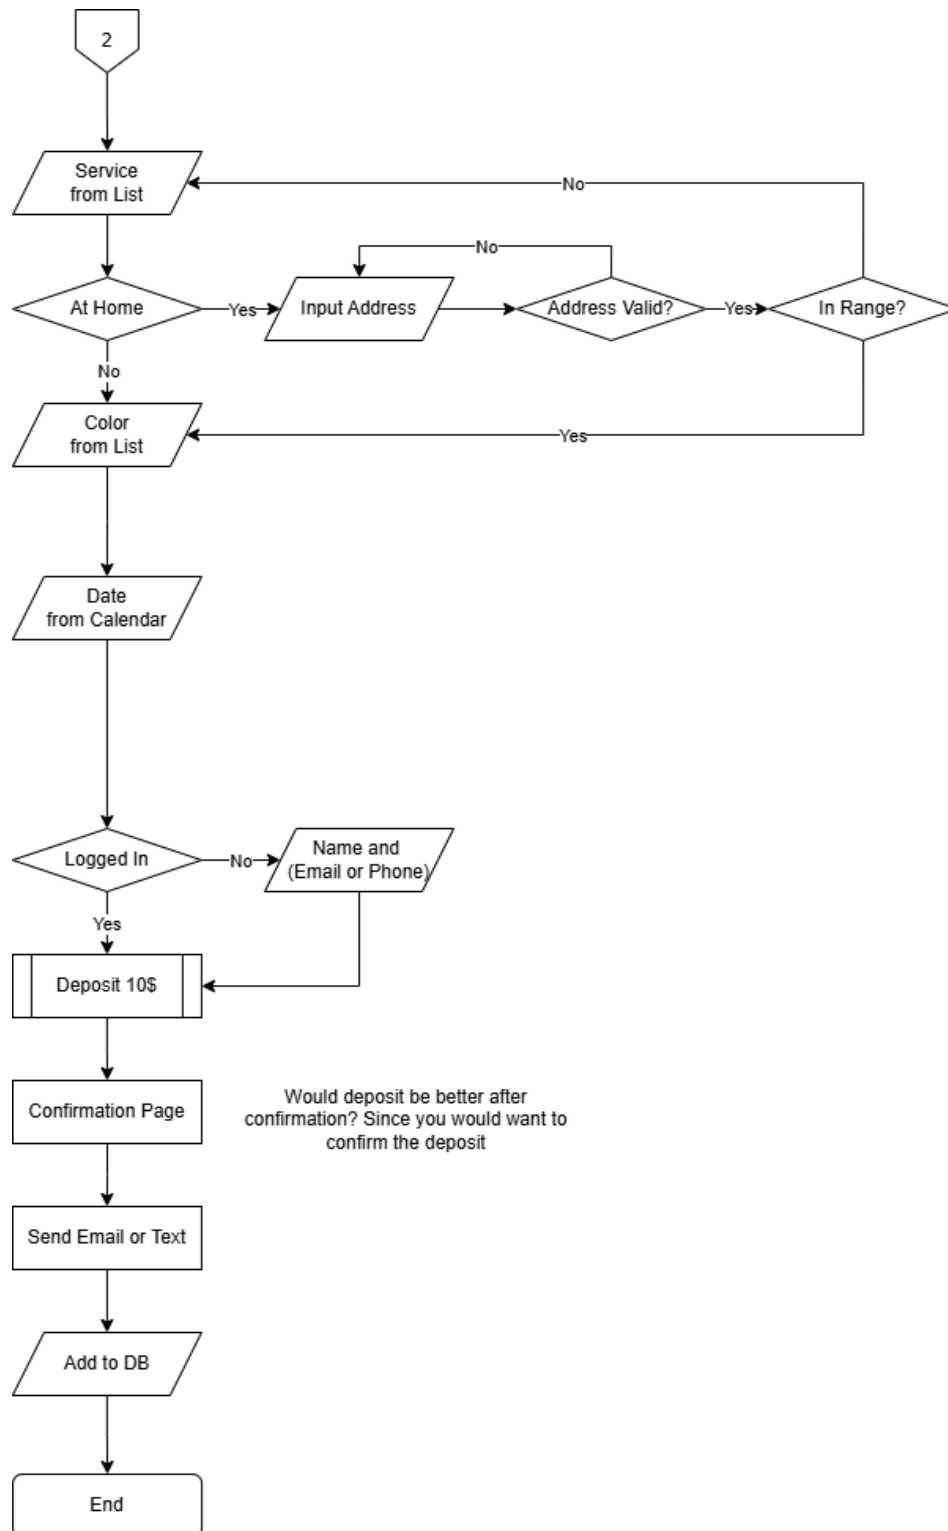 2
Service
from List
No
No
At Home
Yes
Input Address
Address Valid?
Yes
In Range?
No
Color
from List
Yes
Date
from Calendar
Logged In
No
Name and
(Email or Phone)
Yes
Deposit 10$
Confirmation Page
Would deposit be better after
confirmation? Since you would want to
confirm the deposit
Send Email or Text
Add to DB
End